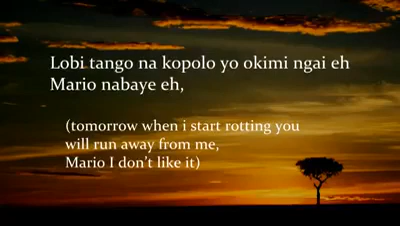 Lobi tango na kopolo yo okimi ngai eh
Mario nabaye eh,
(tomorrow when i start rotting you
will run away from me,
Mario I don't like it)